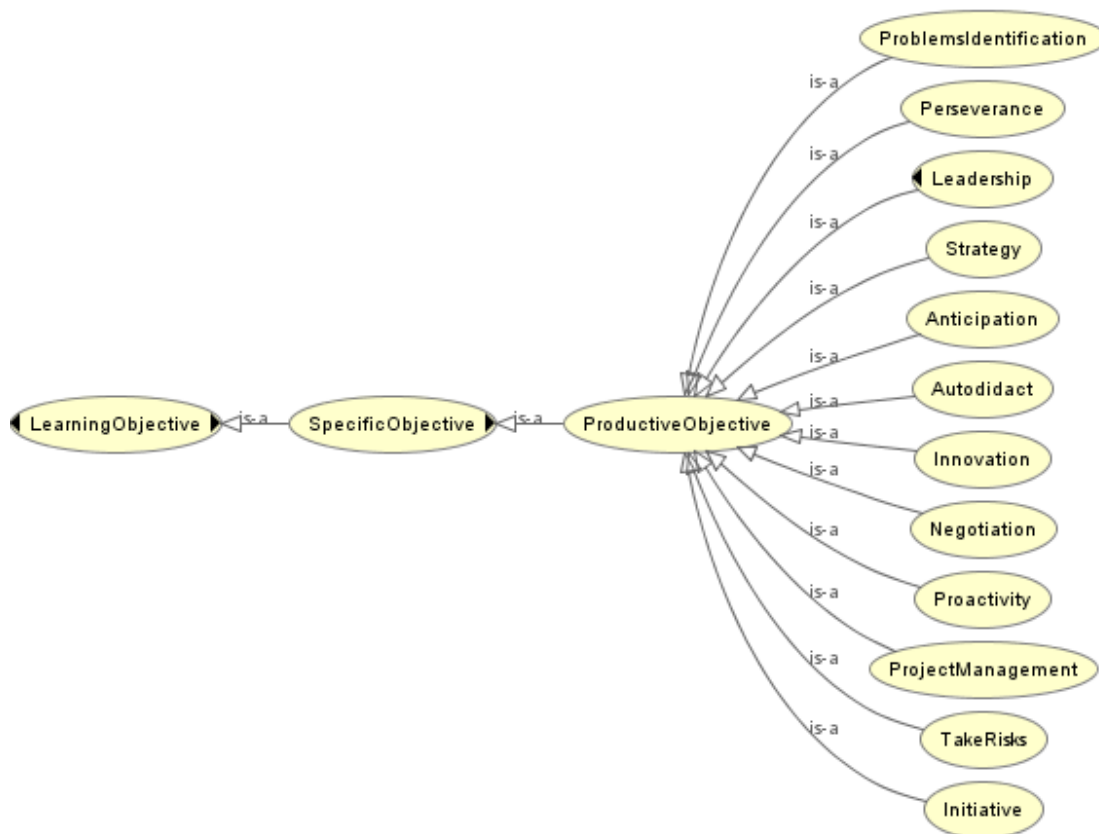 ProblemsIdentification
is-a
Perseverance
is-a
Leadership
is-a
Strategy
is-a
Anticipation
is-a
Autodidact
is-a
LearningObjective
is-a
SpecificObjective
is-a
ProductiveObjective
is-a
Innovation
is-a
Negotiation
is-a
Proactivity
is-a
ProjectManagement
is-a
TakeRisks
is-a
Initiative